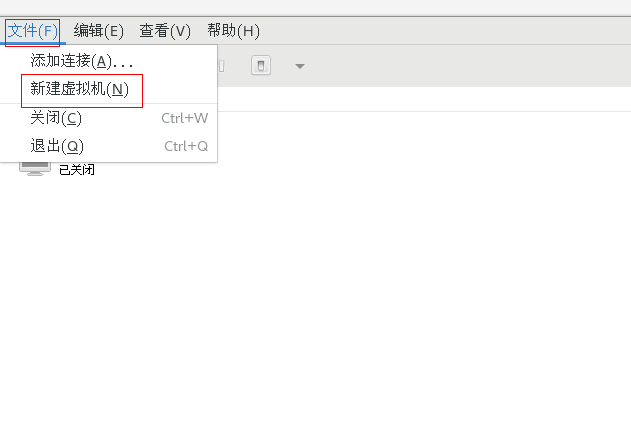 文件(F) 编辑(E) 查看(V) 帮助(H)
添加连接(A)...
新建虚拟机(N)
关闭(C) Ctrl+W
退出(Q) Ctrl+Q
已关闭